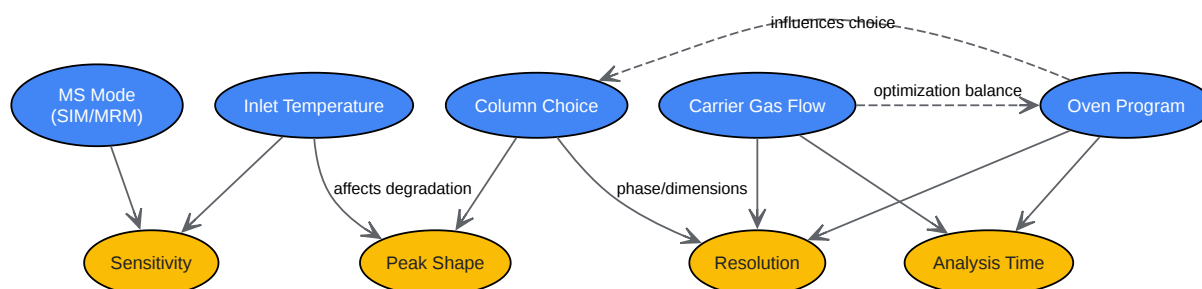 influences choice
MS Mode
(SIM/MRM)
Inlet Temperature
Column Choice
Carrier Gas Flow
optimization balance
Oven Program
affects degradation
phase/dimensions
Sensitivity
Peak Shape
Resolution
Analysis Time